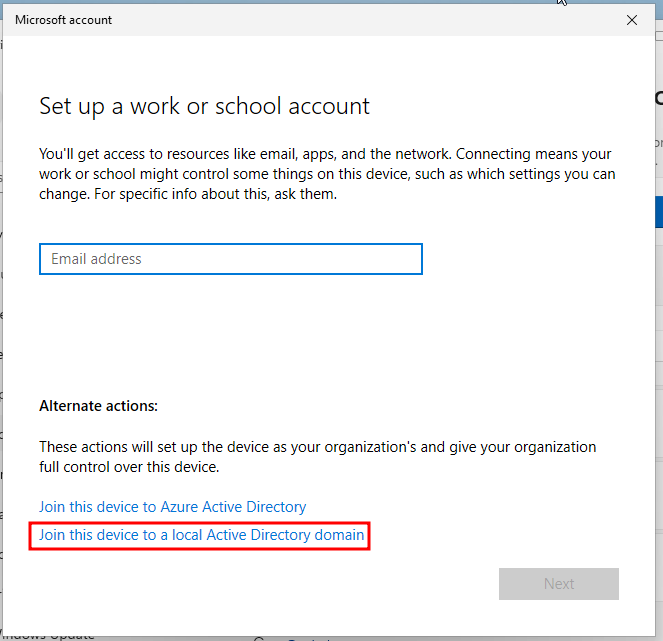 Microsoft account
Set up a work or school account
You'll get access to resources like email, apps, and the network. Connecting means your
work or school might control some things on this device, such as which settings you can
change. For specific info about this, ask them.
Email address
Alternate actions:
These actions will set up the device as your organization's and give your organization
full control over this device.
Join this device to Azure Active Directory
Join this device to a local Active Directory domain
Next